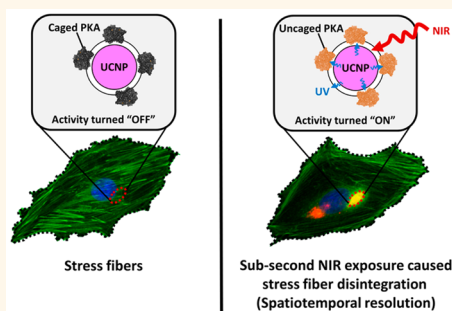 Caged PKA
UCNP
Activity turned “OFF”
Stress fibers
Uncaged PKA
NIR
UCNP
UV
Activity turned “ON”
Sub-second NIR exposure caused
stress fiber disintegration
(Spatiotemporal resolution)